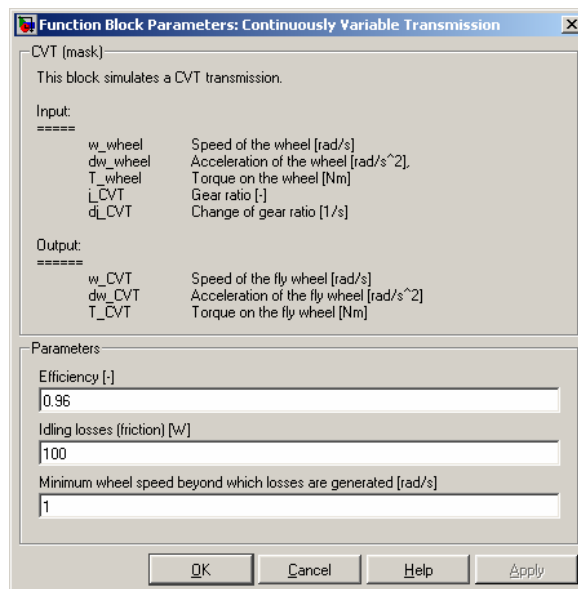 Function Block Parameters: Continuously Variable Transmission
CVT (mask)
This block simulates a CVT transmission.
Input:
=====
w_wheel Speed of the wheel [rad/s]
dw_wheel Acceleration of the wheel [rad/s^2],
T_wheel Torque on the wheel [Nm]
i_CVT Gear ratio [-]
di_CVT Change of gear ratio [1/s]
Output:
======
w_CVT Speed of the fly wheel [rad/s]
dw_CVT Acceleration of the fly wheel [rad/s^2]
T_CVT Torque on the fly wheel [Nm]
Parameters
Efficiency [-]
0.96
Idling losses (friction) [W]
100
Minimum wheel speed beyond which losses are generated [rad/s]
1
OK Cancel Help Apply